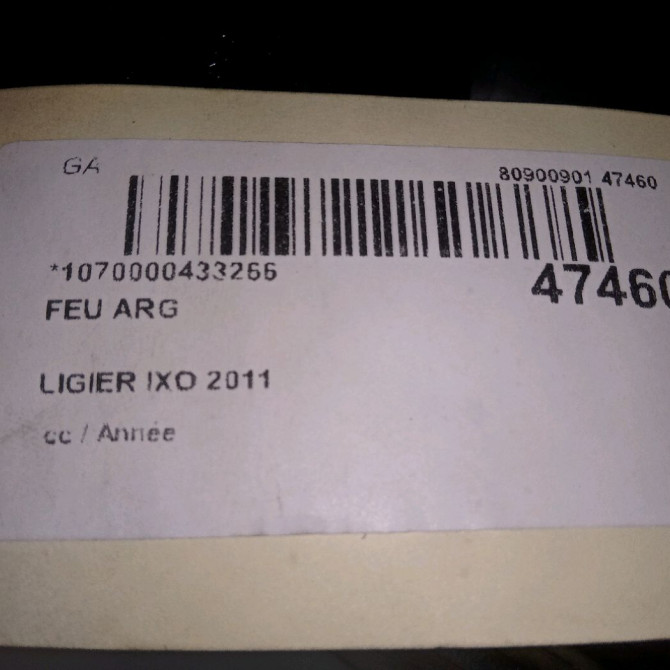 GA
80900901 47460
*1070000433266
47460
FEU ARG
LIGIER IXO 2011
cc / Année